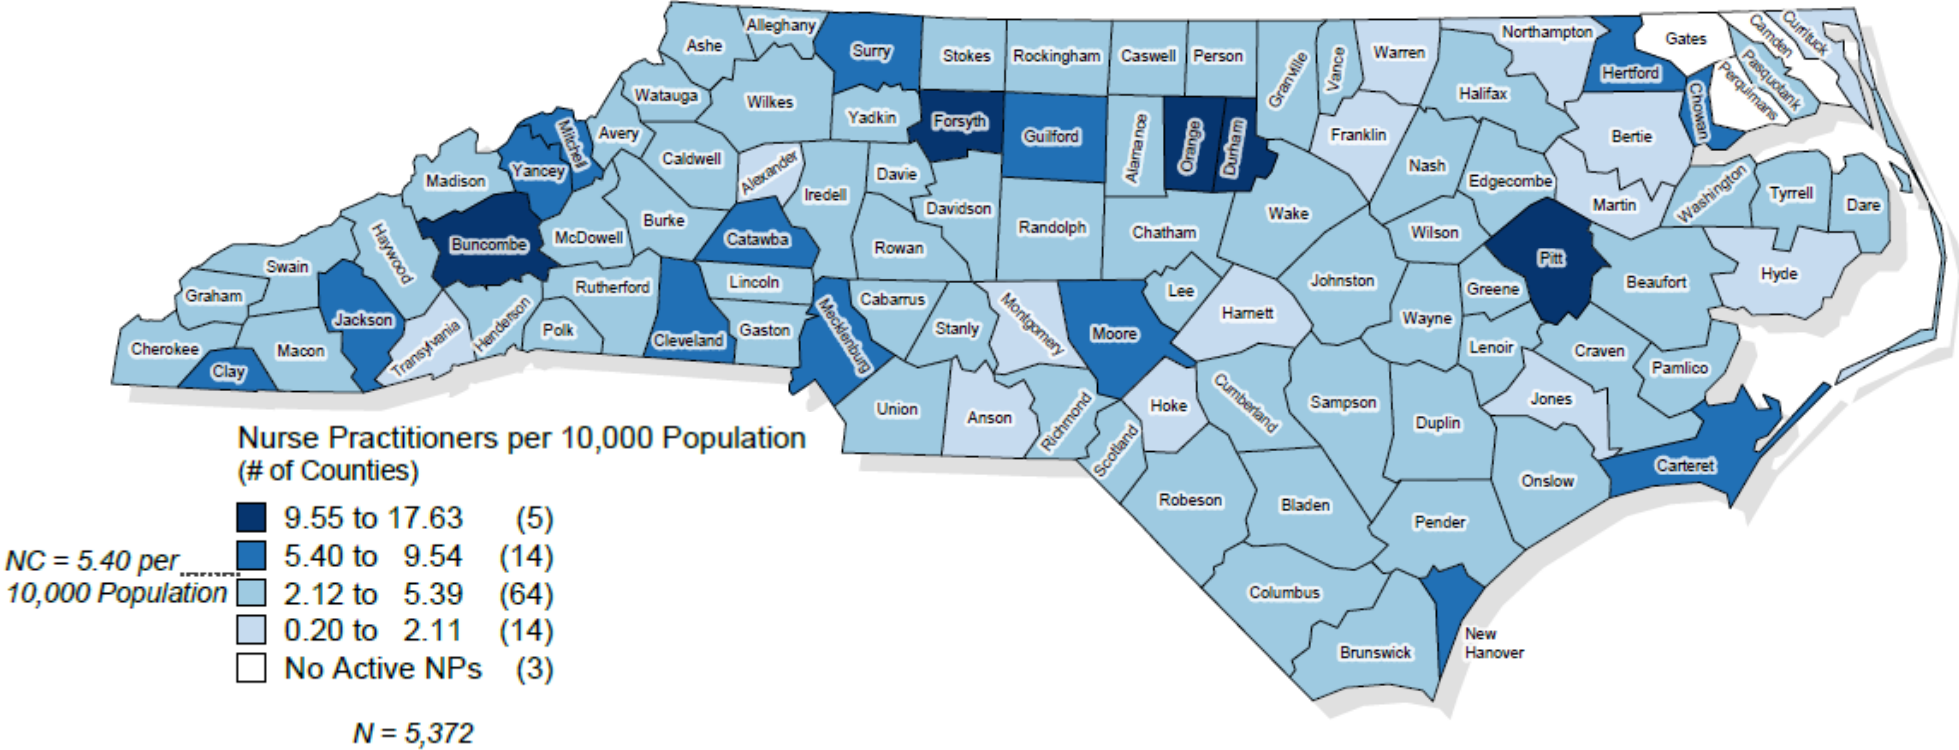 Alleghany
Ashe
Surry
Stokes
Rockingham
Caswell
Person
Granville
Vance
Warren
Northampton
Gates
Camden
Currituck
Hertford
Pasquotank
Perquimans
Chowan
Halifax
Watauga
Wilkes
Yadkin
Forsyth
Guilford
Alamance
Orange
Durham
Franklin
Bertie
Mitchell
Avery
Yancey
Caldwell
Alexander
Iredell
Davie
Davidson
Nash
Edgecombe
Martin
Washington
Tyrrell
Dare
Madison
Buncombe
McDowell
Burke
Catawba
Rowan
Randolph
Chatham
Wake
Wilson
Pitt
Beaufort
Hyde
Haywood
Swain
Graham
Jackson
Rutherford
Lincoln
Cabarrus
Stanly
Montgomery
Moore
Lee
Harnett
Johnston
Greene
Wayne
Lenoir
Craven
Pamlico
Cherokee
Clay
Macon
Transylvania
Henderson
Polk
Cleveland
Gaston
Mecklenburg
Union
Anson
Richmond
Scotland
Hoke
Cumberland
Sampson
Duplin
Jones
Onslow
Carteret
Robeson
Bladen
Pender
Columbus
Brunswick
New
Hanover
Nurse Practitioners per 10,000 Population
(# of Counties)
9.55 to 17.63 (5)
5.40 to 9.54 (14)
2.12 to 5.39 (64)
0.20 to 2.11 (14)
No Active NPs (3)
NC = 5.40 per
10,000 Population
N = 5,372